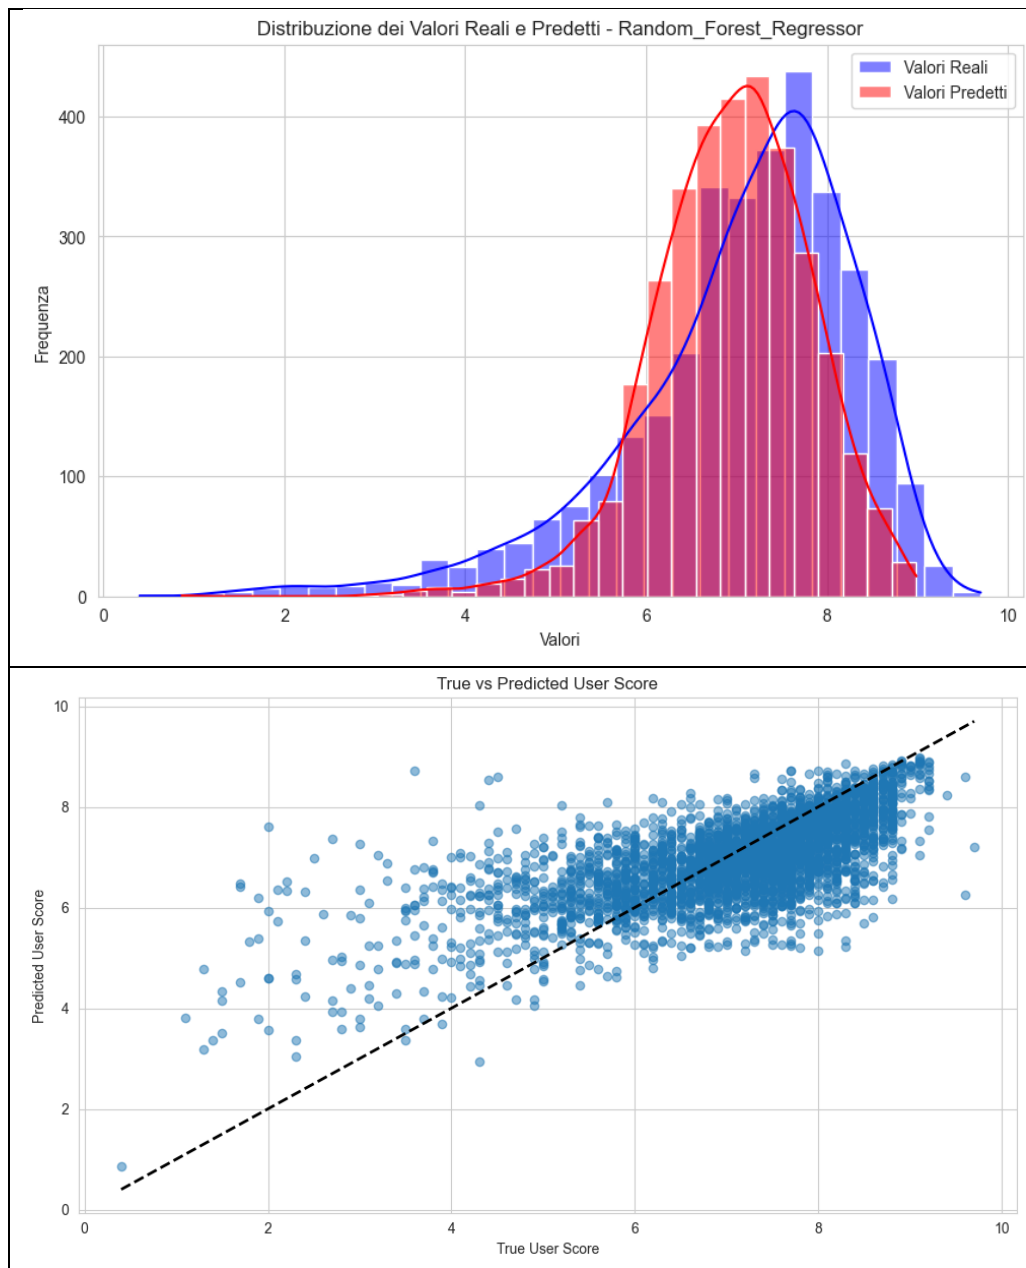 Distribuzione dei Valori Reali e Predetti - Random_Forest_Regressor
Valori Reali
Valori Predetti
Frequenza
400
300
200
100
0
0 2 4 6 8 10
Valori
True vs Predicted User Score
Predicted User Score
10
8
6
4
2
0
0 2 4 6 8 10
True User Score